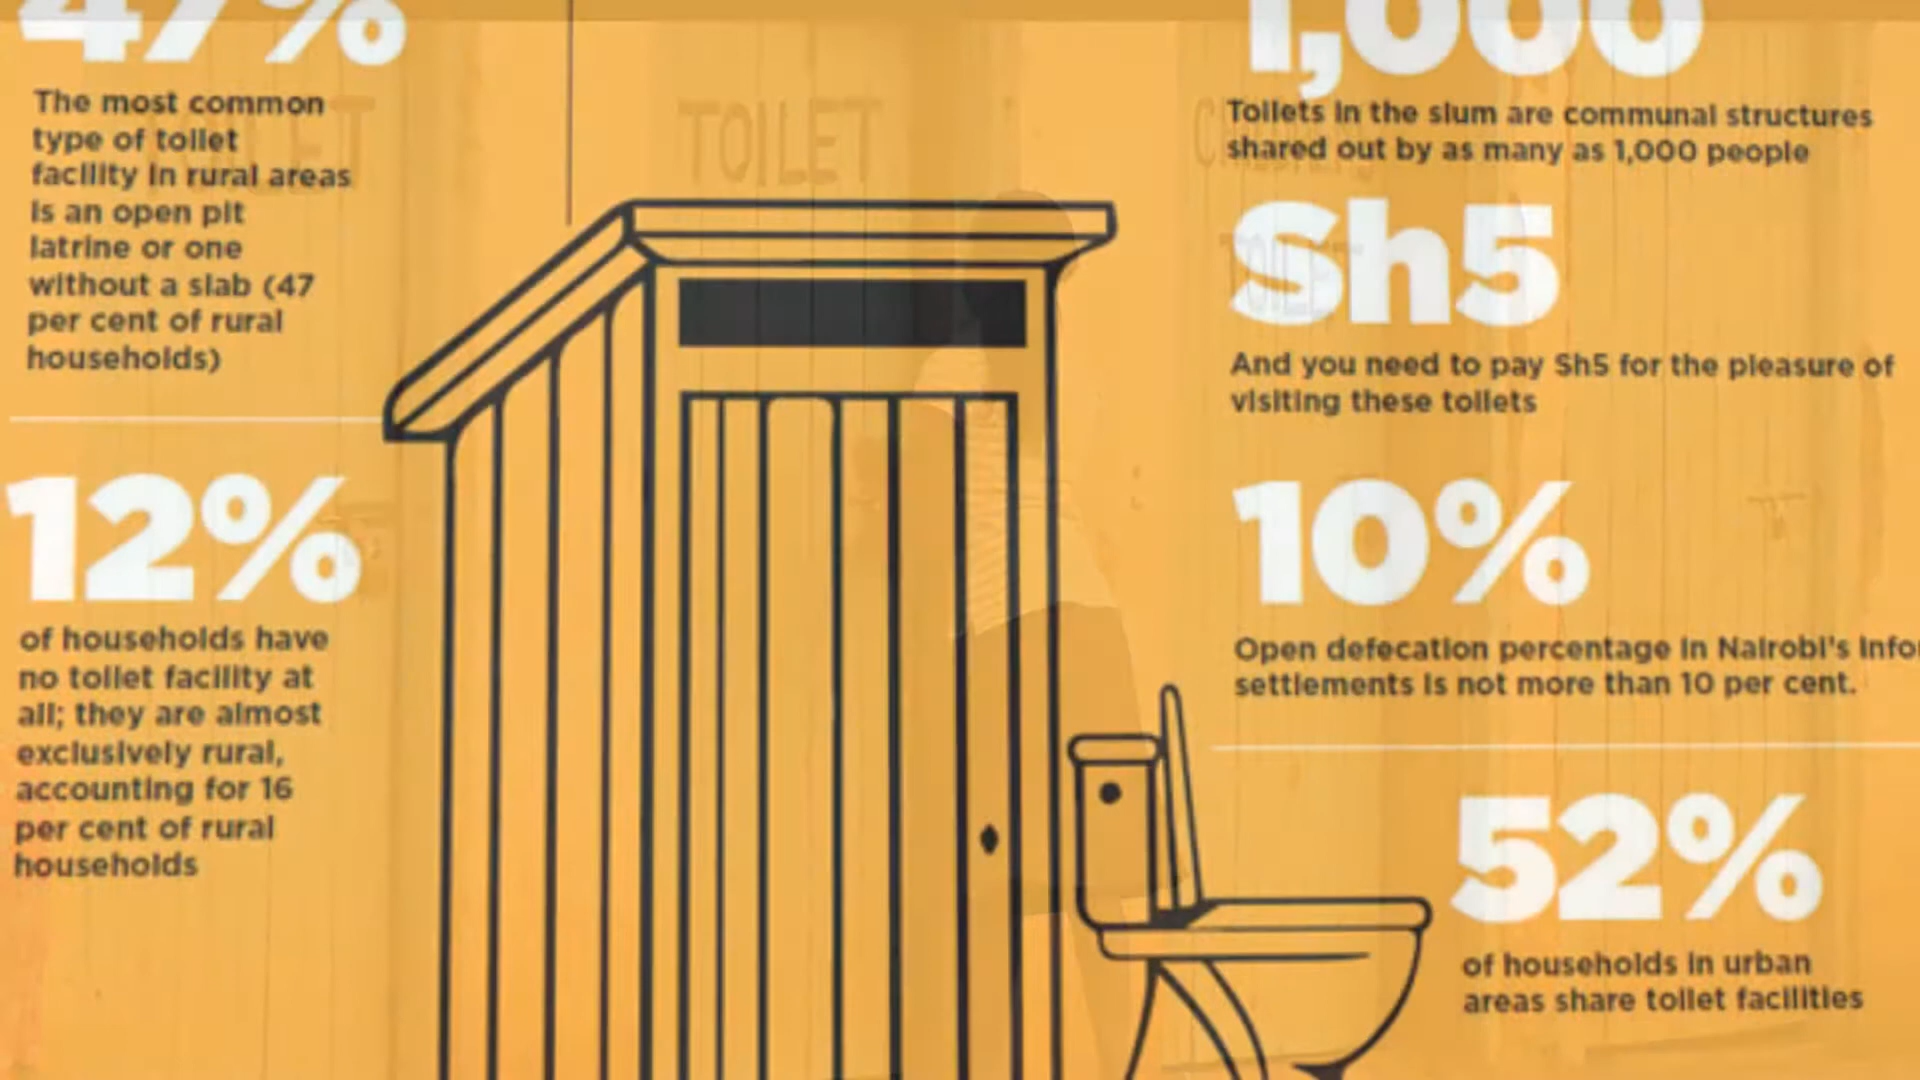 47%
The most common
type of toilet
facility in rural areas
is an open pit
latrine or one
without a slab (47
per cent of rural
households)
12%
of households have
no toilet facility at
all; they are almost
exclusively rural,
accounting for 16
per cent of rural
households
TOILET
1,000
Toilets in the slum are communal structures
shared out by as many as 1,000 people
Sh5
And you need to pay Sh5 for the pleasure of
visiting these toilets
10%
Open defecation percentage in Nairobi's
settlements is not more than 10 per cent.
52%
of households in urban
areas share toilet facilities